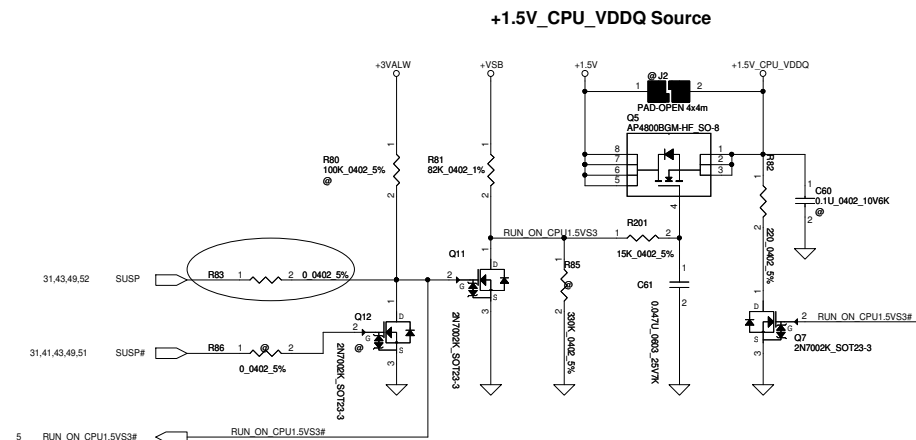 +1.5V_CPU_VDDQ Source
+3VALW
+VSB
+1.5V
+1.5V_CPU_VDDQ
@ J2
1 2
PAD-OPEN 4x4m
Q5
AP4800BGM-HF_SO-8
8 1
7 2
6 3
5
4
R80
100K_0402_5%
@
1
2
R81
82K_0402_1%
1
2
R82
220_0402_5%
1
2
C60
0.1U_0402_10V6K
@
1
2
RUN_ON_CPU1.5VS3
R201
1 2
15K_0402_5%
31,43,49,52 SUSP
R83
1 2 0_0402_5%
Q11
2N7002K_SOT23-3
1
D
2
G
S
3
R85
@
330K_0402_5%
1
2
C61
0.047U_0603_25V7K
1
2
Q12
@
2N7002K_SOT23-3
1
D
2
G
S
3
31,41,43,49,51 SUSP#
R86
1 @ 2
0_0402_5%
1
D
2 RUN_ON_CPU1.5VS3#
G
S
3
Q7
2N7002K_SOT23-3
5 RUN_ON_CPU1.5VS3#
RUN_ON_CPU1.5VS3#